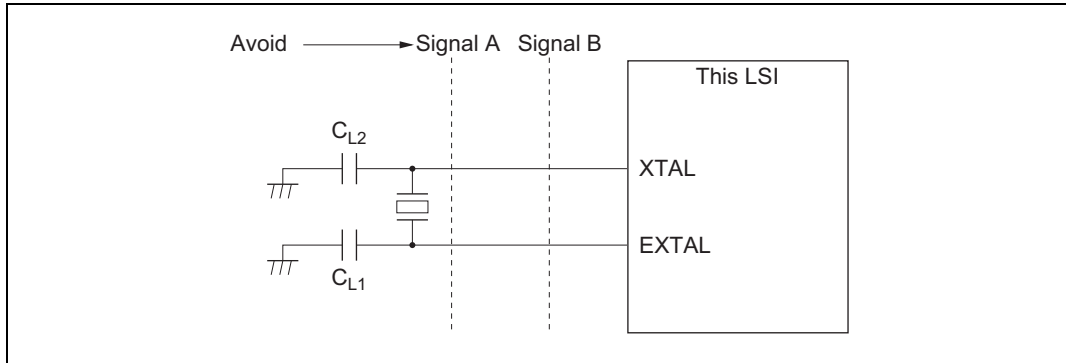 Avoid Signal A Signal B
This LSI
CL2
XTAL
EXTAL
CL1